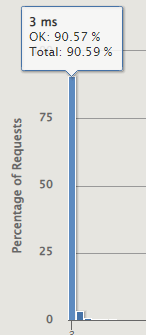 3 ms
OK: 90.57 %
Total: 90.59 %
75
50
25
0
Percentage of Requests